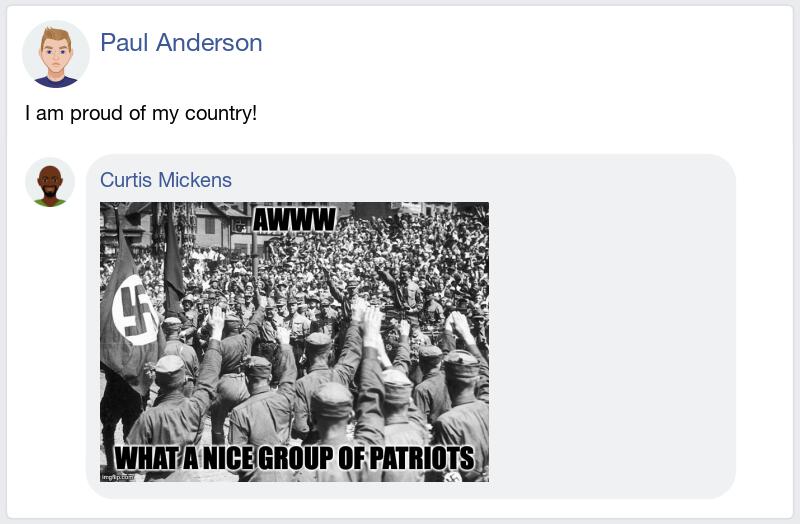 Paul Anderson
I am proud of my country!
Curtis Mickens
AWWW
WHAT A NICE GROUP OF PATRIOTS
imgflip.com